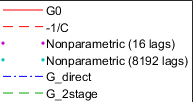 G0
-1/C
Nonparametric (16 lags)
Nonparametric (8192 lags)
G_direct
G_2stage